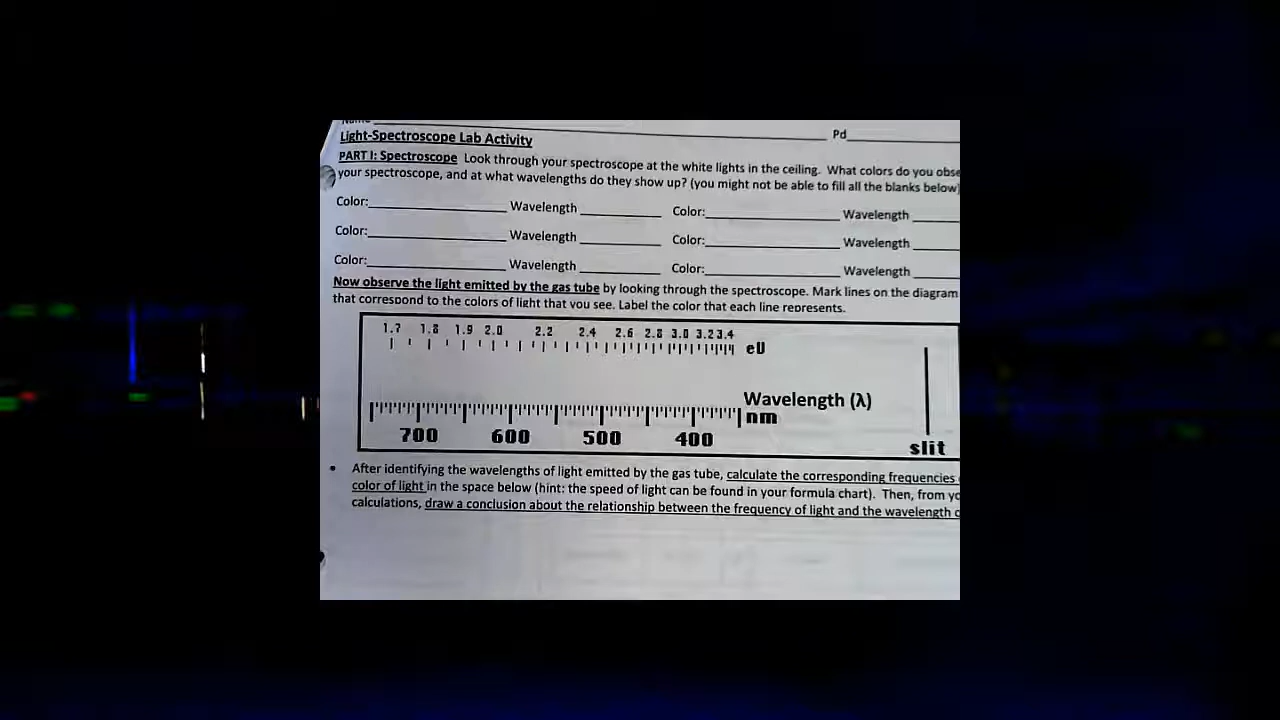 Name
Pd
Light-Spectroscope Lab Activity
PART I: Spectroscope Look through your spectroscope at the white lights in the ceiling. What colors do you obse
your spectroscope, and at what wavelengths do they show up? (you might not be able to fill all the blanks below)
Color: Wavelength Color: Wavelength
Color: Wavelength Color: Wavelength
Color: Wavelength Color: Wavelength
Now observe the light emitted by the gas tube by looking through the spectroscope. Mark lines on the diagram
that correspond to the colors of light that you see. Label the color that each line represents.
1.7 1.8 1.9 2.0 2.2 2.4 2.6 2.8 3.0 3.2 3.4
eV
Wavelength (λ)
nm
700 600 500 400
slit
• After identifying the wavelengths of light emitted by the gas tube, calculate the corresponding frequencies
color of light in the space below (hint: the speed of light can be found in your formula chart). Then, from yo
calculations, draw a conclusion about the relationship between the frequency of light and the wavelength o